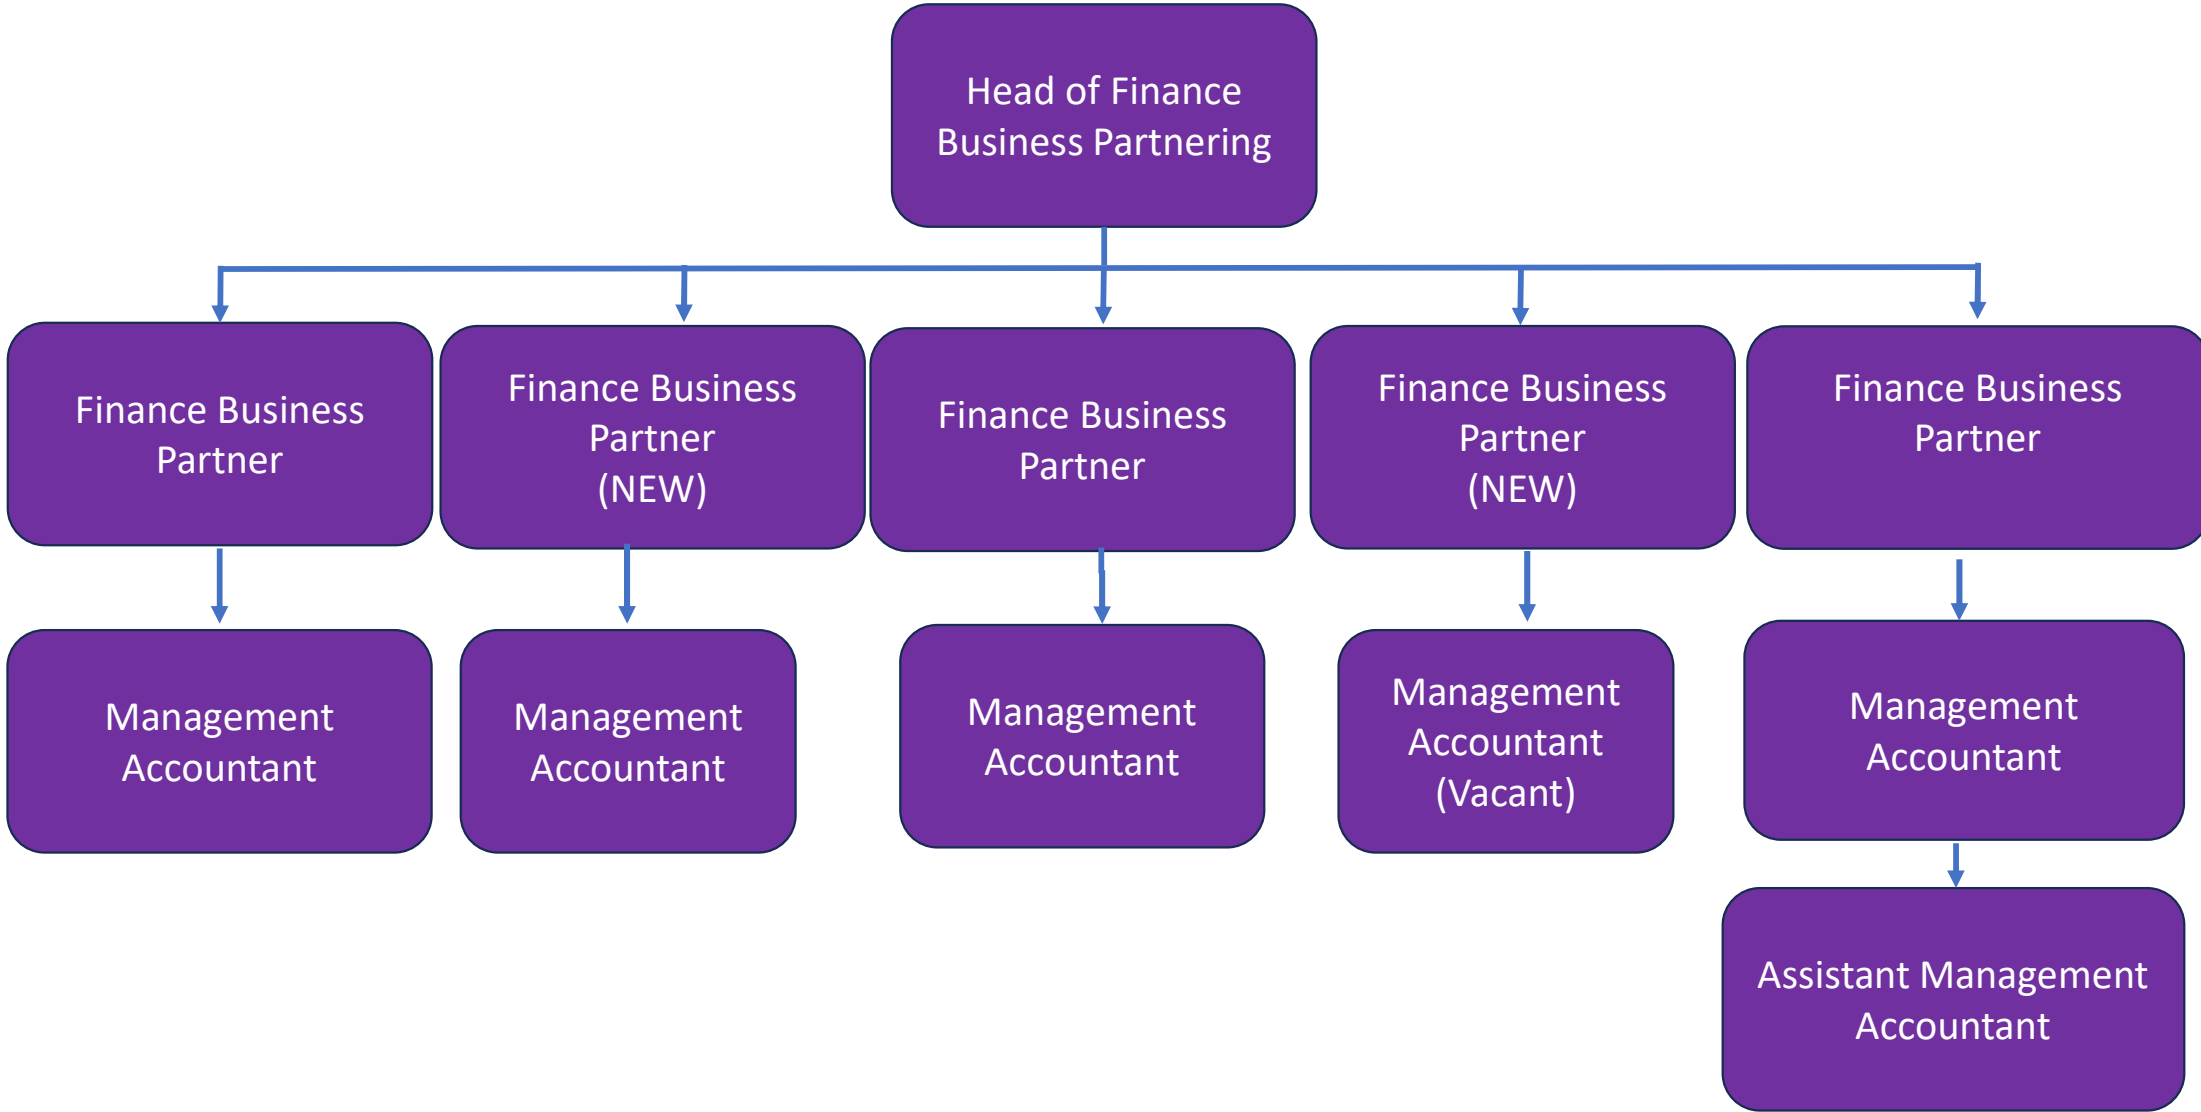 Head of Finance
Business Partnering
Finance Business
Partner
Finance Business
Partner
(NEW)
Finance Business
Partner
Finance Business
Partner
(NEW)
Finance Business
Partner
Management
Accountant
Management
Accountant
Management
Accountant
Management
Accountant
(Vacant)
Management
Accountant
Assistant Management
Accountant